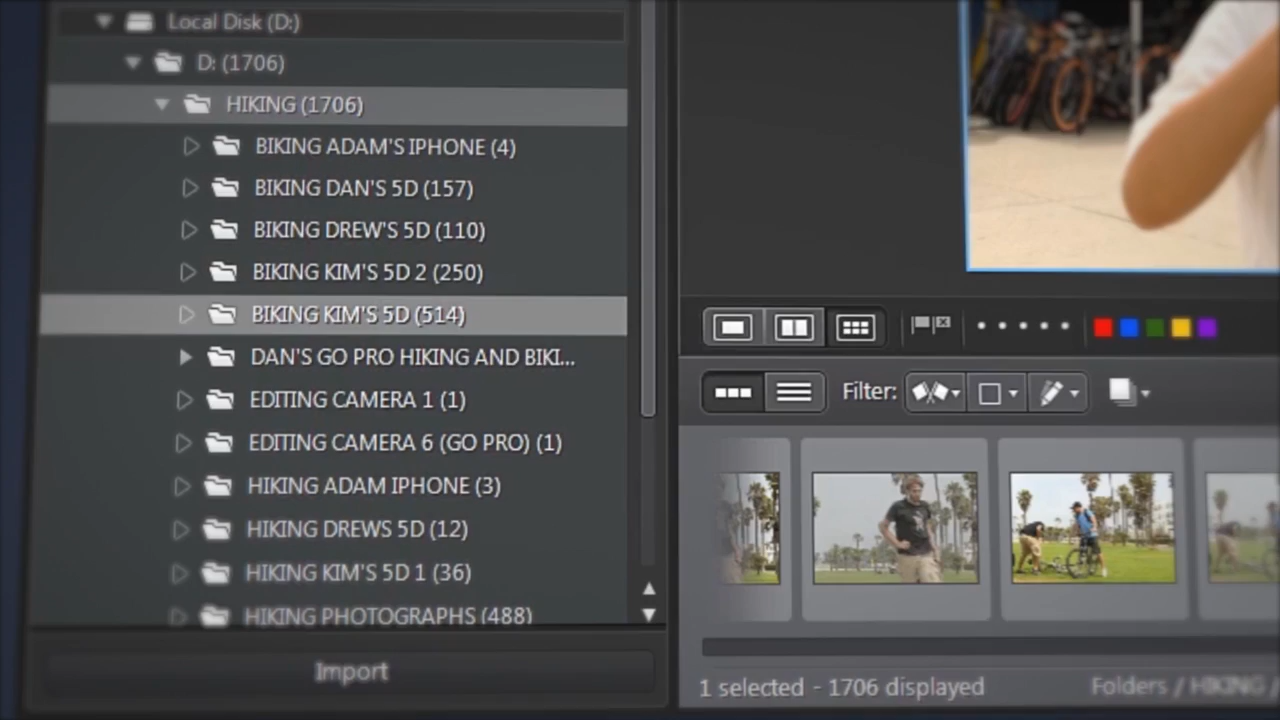 Local Disk (D:)
D: (1706)
HIKING (1706)
BIKING ADAM'S IPHONE (4)
BIKING DAN'S 5D (157)
BIKING DREW'S 5D (110)
BIKING KIM'S 5D 2 (250)
BIKING KIM'S 5D (514)
DAN'S GO PRO HIKING AND BIKI...
EDITING CAMERA 1 (1)
EDITING CAMERA 6 (GO PRO) (1)
HIKING ADAM IPHONE (3)
HIKING DREWS 5D (12)
HIKING KIM'S 5D 1 (36)
HIKING PHOTOGRAPHS (488)
Import
Filter:
1 selected - 1706 displayed
Folders / HIKING /